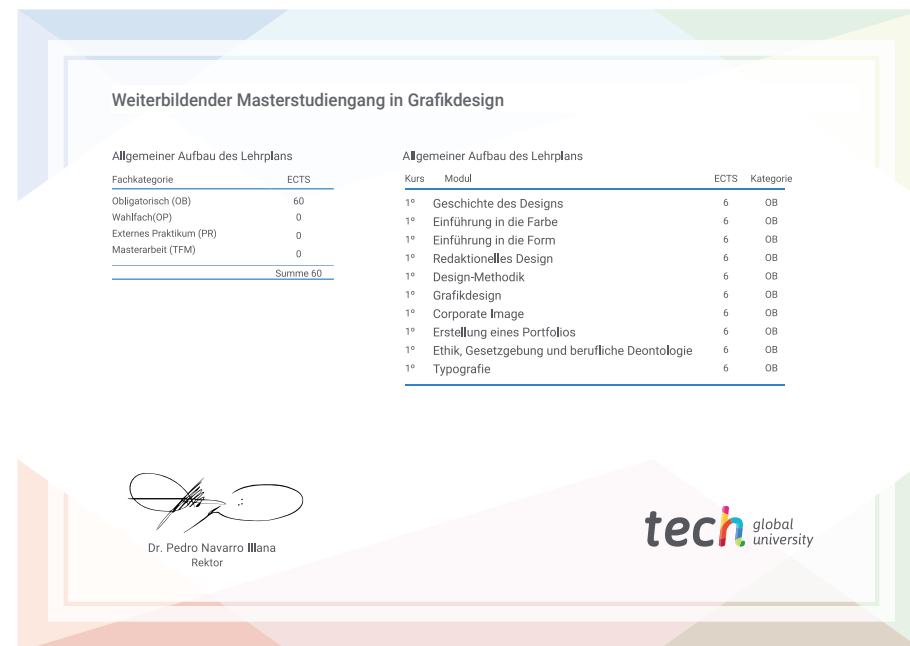 Weiterbildender Masterstudiengang in Grafikdesign
Allgemeiner Aufbau des Lehrplans
Fachkategorie ECTS
Obligatorisch (OB) 60
Wahlfach(OP) 0
Externes Praktikum (PR) 0
Masterarbeit (TFM) 0
Summe 60
Allgemeiner Aufbau des Lehrplans
Kurs Modul ECTS Kategorie
1º Geschichte des Designs 6 OB
1º Einführung in die Farbe 6 OB
1º Einführung in die Form 6 OB
1º Redaktionelles Design 6 OB
1º Design-Methodik 6 OB
1º Grafikdesign 6 OB
1º Corporate Image 6 OB
1º Erstellung eines Portfolios 6 OB
1º Ethik, Gesetzgebung und berufliche Deontologie 6 OB
1º Typografie 6 OB
Dr. Pedro Navarro Illana
Rektor
tech global
university